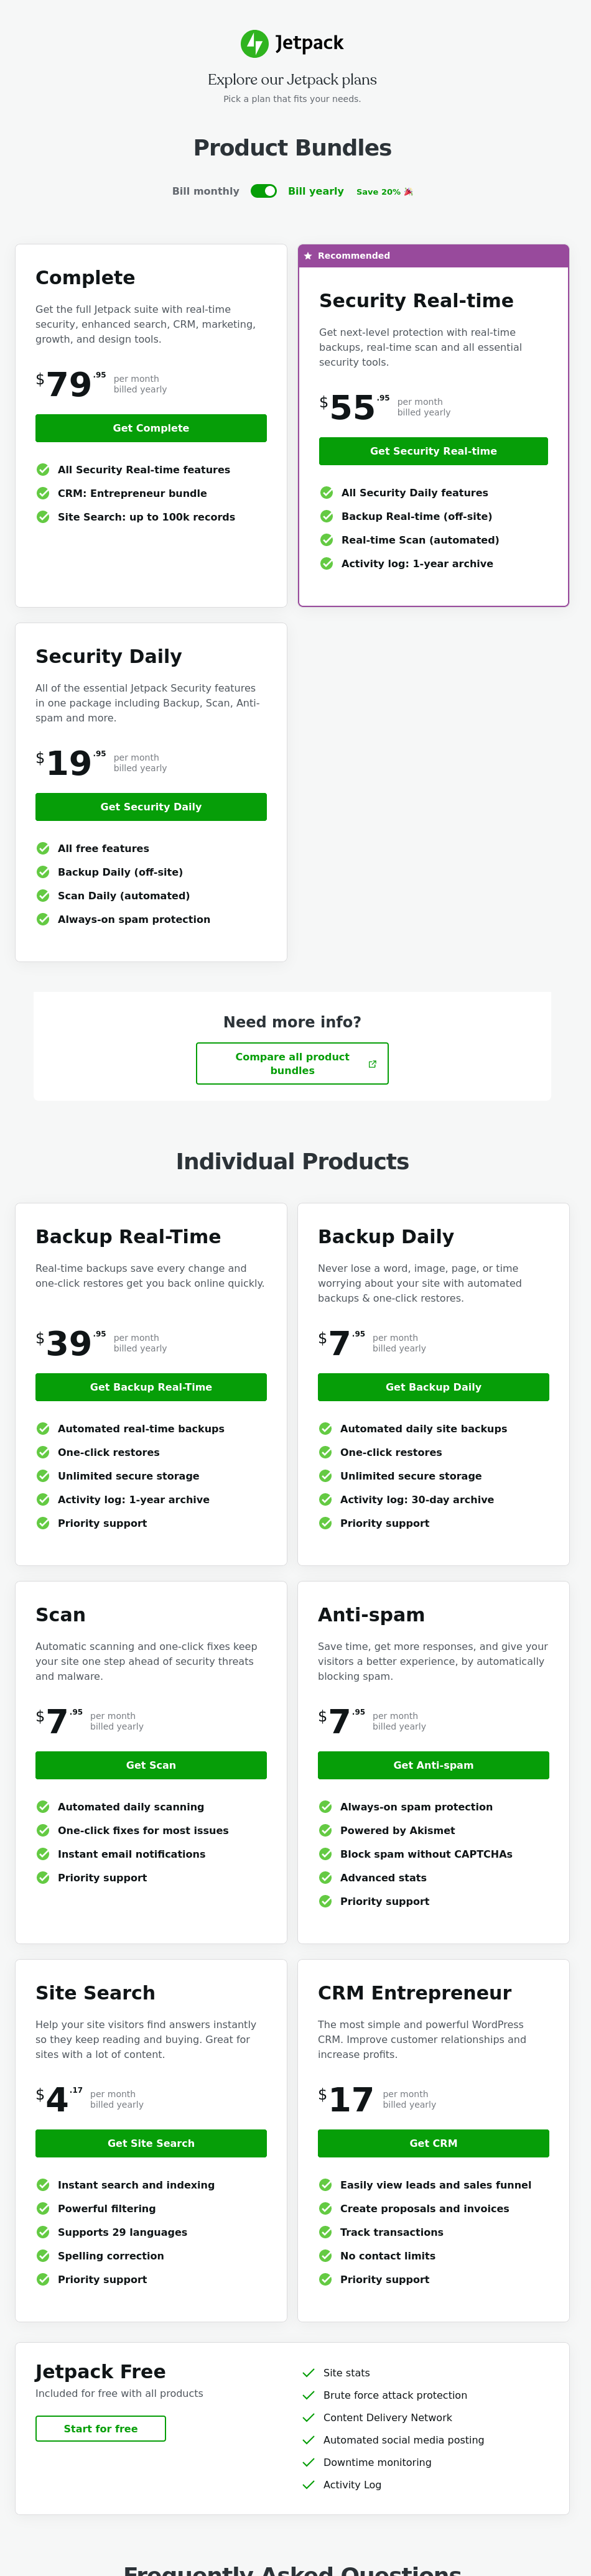 Jetpack
Explore our Jetpack plans
Pick a plan that fits your needs.
Product Bundles
Bill monthly Bill yearly Save 20%
Complete
Get the full Jetpack suite with real-time
security, enhanced search, CRM, marketing,
growth, and design tools.
$79.95 per month
billed yearly
Get Complete
All Security Real-time features
CRM: Entrepreneur bundle
Site Search: up to 100k records
Recommended
Security Real-time
Get next-level protection with real-time
backups, real-time scan and all essential
security tools.
$55.95 per month
billed yearly
Get Security Real-time
All Security Daily features
Backup Real-time (off-site)
Real-time Scan (automated)
Activity log: 1-year archive
Security Daily
All of the essential Jetpack Security features
in one package including Backup, Scan, Anti-
spam and more.
$19.95 per month
billed yearly
Get Security Daily
All free features
Backup Daily (off-site)
Scan Daily (automated)
Always-on spam protection
Need more info?
Compare all product
bundles
Individual Products
Backup Real-Time
Real-time backups save every change and
one-click restores get you back online quickly.
$39.95 per month
billed yearly
Get Backup Real-Time
Automated real-time backups
One-click restores
Unlimited secure storage
Activity log: 1-year archive
Priority support
Backup Daily
Never lose a word, image, page, or time
worrying about your site with automated
backups & one-click restores.
$7.95 per month
billed yearly
Get Backup Daily
Automated daily site backups
One-click restores
Unlimited secure storage
Activity log: 30-day archive
Priority support
Scan
Automatic scanning and one-click fixes keep
your site one step ahead of security threats
and malware.
$7.95 per month
billed yearly
Get Scan
Automated daily scanning
One-click fixes for most issues
Instant email notifications
Priority support
Anti-spam
Save time, get more responses, and give your
visitors a better experience, by automatically
blocking spam.
$7.95 per month
billed yearly
Get Anti-spam
Always-on spam protection
Powered by Akismet
Block spam without CAPTCHAs
Advanced stats
Priority support
Site Search
Help your site visitors find answers instantly
so they keep reading and buying. Great for
sites with a lot of content.
$4.17 per month
billed yearly
Get Site Search
Instant search and indexing
Powerful filtering
Supports 29 languages
Spelling correction
Priority support
CRM Entrepreneur
The most simple and powerful WordPress
CRM. Improve customer relationships and
increase profits.
$17 per month
billed yearly
Get CRM
Easily view leads and sales funnel
Create proposals and invoices
Track transactions
No contact limits
Priority support
Jetpack Free
Included for free with all products
Start for free
Site stats
Brute force attack protection
Content Delivery Network
Automated social media posting
Downtime monitoring
Activity Log
Frequently Asked Questions